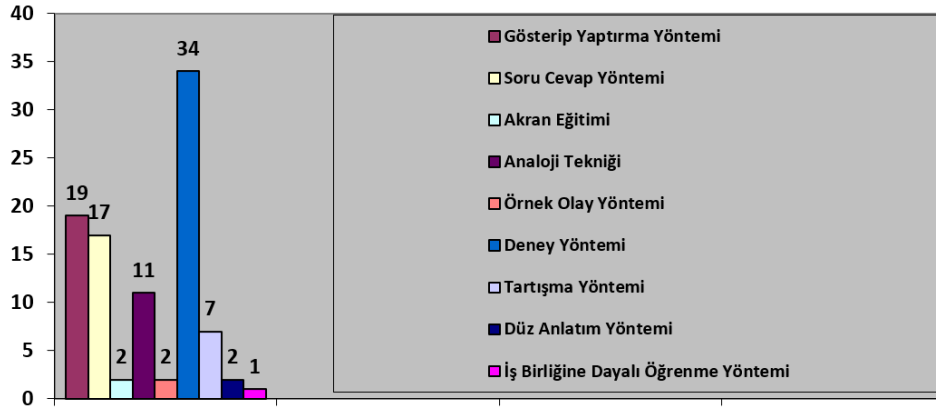 40
35
30
25
20
15
10
5
0
19
17
2
11
2
34
7
2
1
Gösterip Yaptırma Yöntemi
Soru Cevap Yöntemi
Akran Eğitimi
Analoji Tekniği
Örnek Olay Yöntemi
Deney Yöntemi
Tartışma Yöntemi
Düz Anlatım Yöntemi
İş Birliğine Dayalı Öğrenme Yöntemi